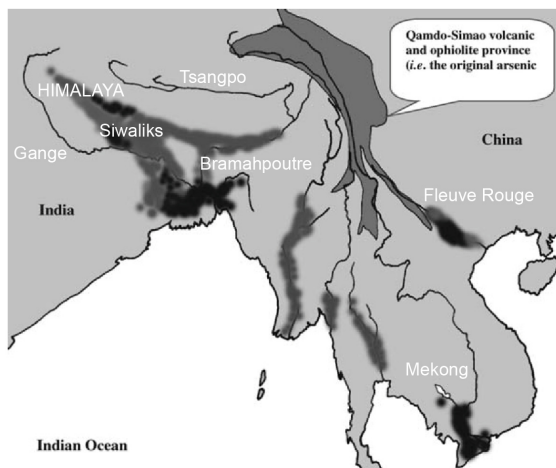 Qamdo-Simao volcanic
and ophiolite province
(i.e. the original arsenic
Tsangpo
HIMALAYA
Siwaliks
China
Gange
Bramahpoutre
Fleuve Rouge
India
Mekong
Indian Ocean